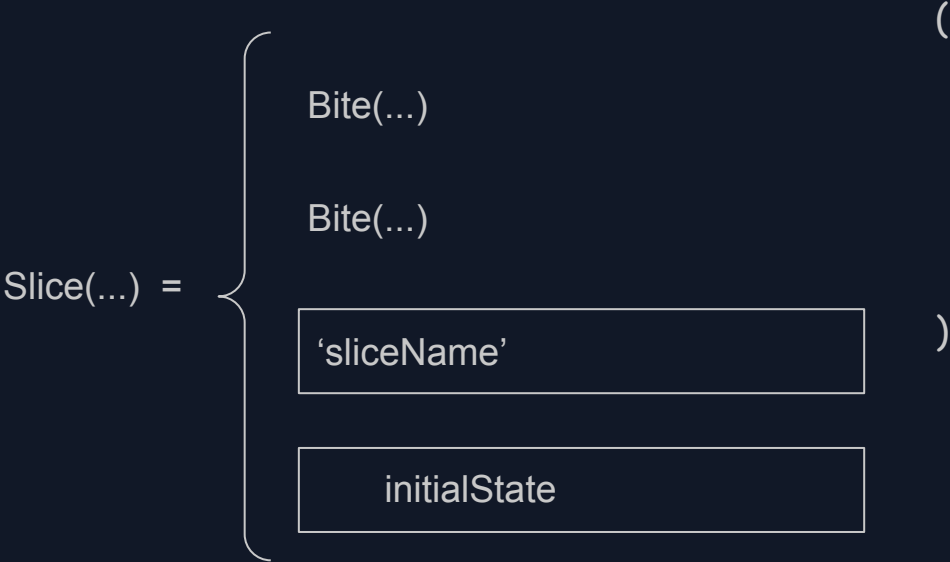 (
Bite(...)
Bite(...)
Slice(...) =
‘sliceName’
)
initialState